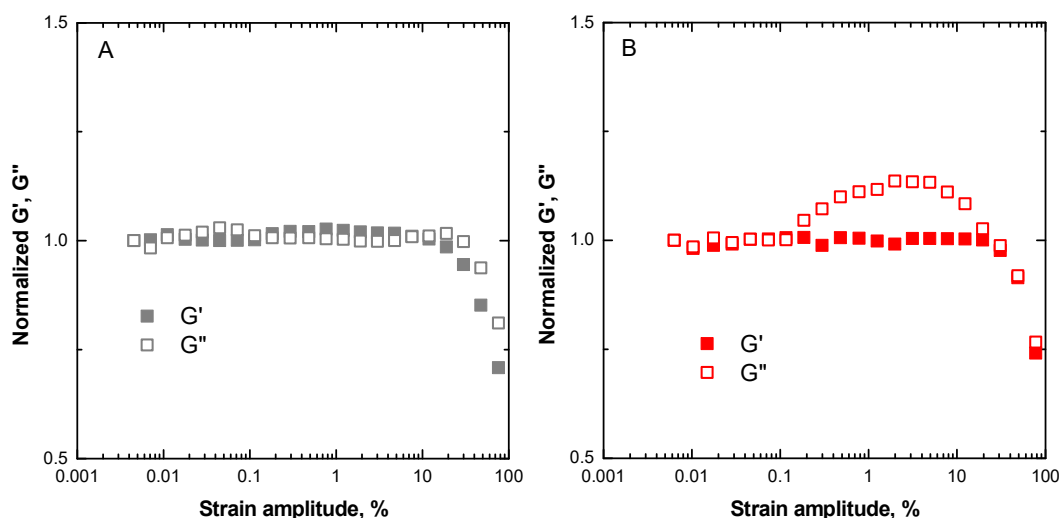 A
Normalized G', G"
1.5
1.0
0.5
G'
G"
0.001 0.01 0.1 1 10 100
Strain amplitude, %
B
Normalized G', G"
1.5
1.0
0.5
G'
G"
0.001 0.01 0.1 1 10 100
Strain amplitude, %